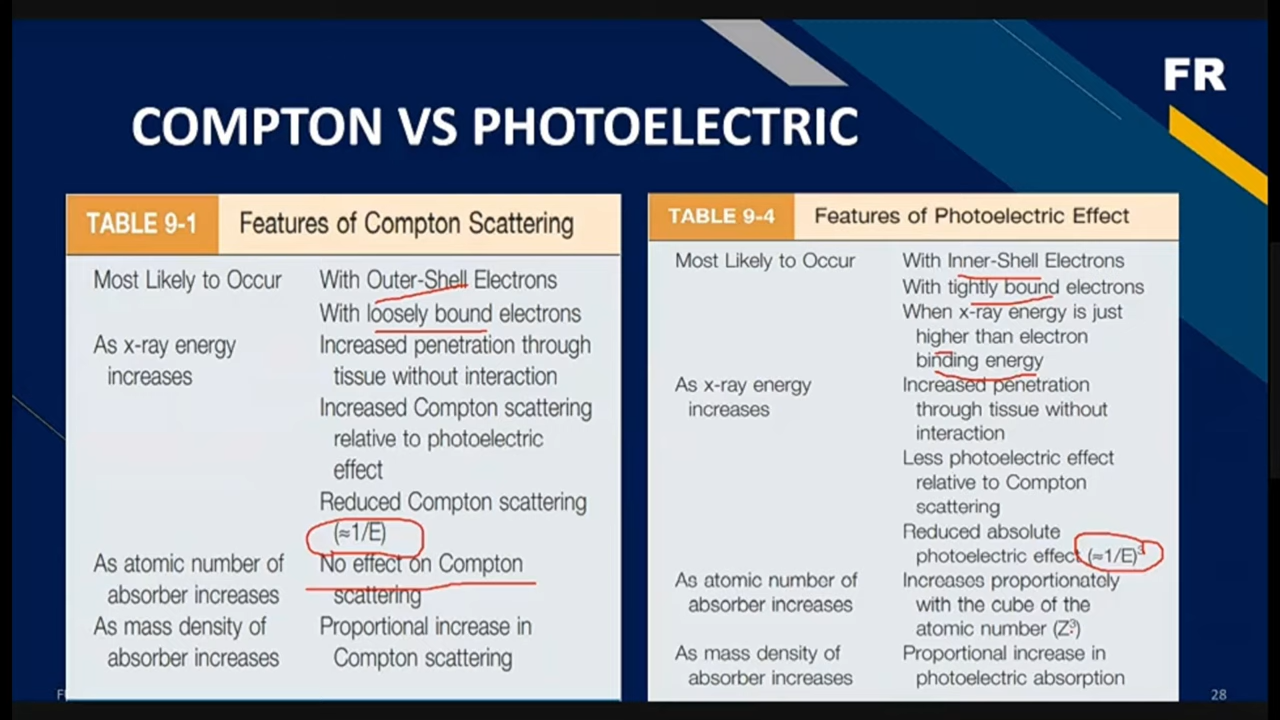 FR
COMPTON VS PHOTOELECTRIC
TABLE 9-1 Features of Compton Scattering
Most Likely to Occur With Outer-Shell Electrons
With loosely bound electrons
As x-ray energy Increased penetration through
increases tissue without interaction
Increased Compton scattering
relative to photoelectric
effect
Reduced Compton scattering
(≈1/E)
As atomic number of No effect on Compton
absorber increases scattering
As mass density of Proportional increase in
absorber increases Compton scattering
TABLE 9-4 Features of Photoelectric Effect
Most Likely to Occur With Inner-Shell Electrons
With tightly bound electrons
When x-ray energy is just
higher than electron
binding energy
As x-ray energy Increased penetration
increases through tissue without
interaction
Less photoelectric effect
relative to Compton
scattering
Reduced absolute
photoelectric effect (≈1/E)³
As atomic number of Increases proportionately
absorber increases with the cube of the
atomic number (Z³)
As mass density of Proportional increase in
absorber increases photoelectric absorption
28